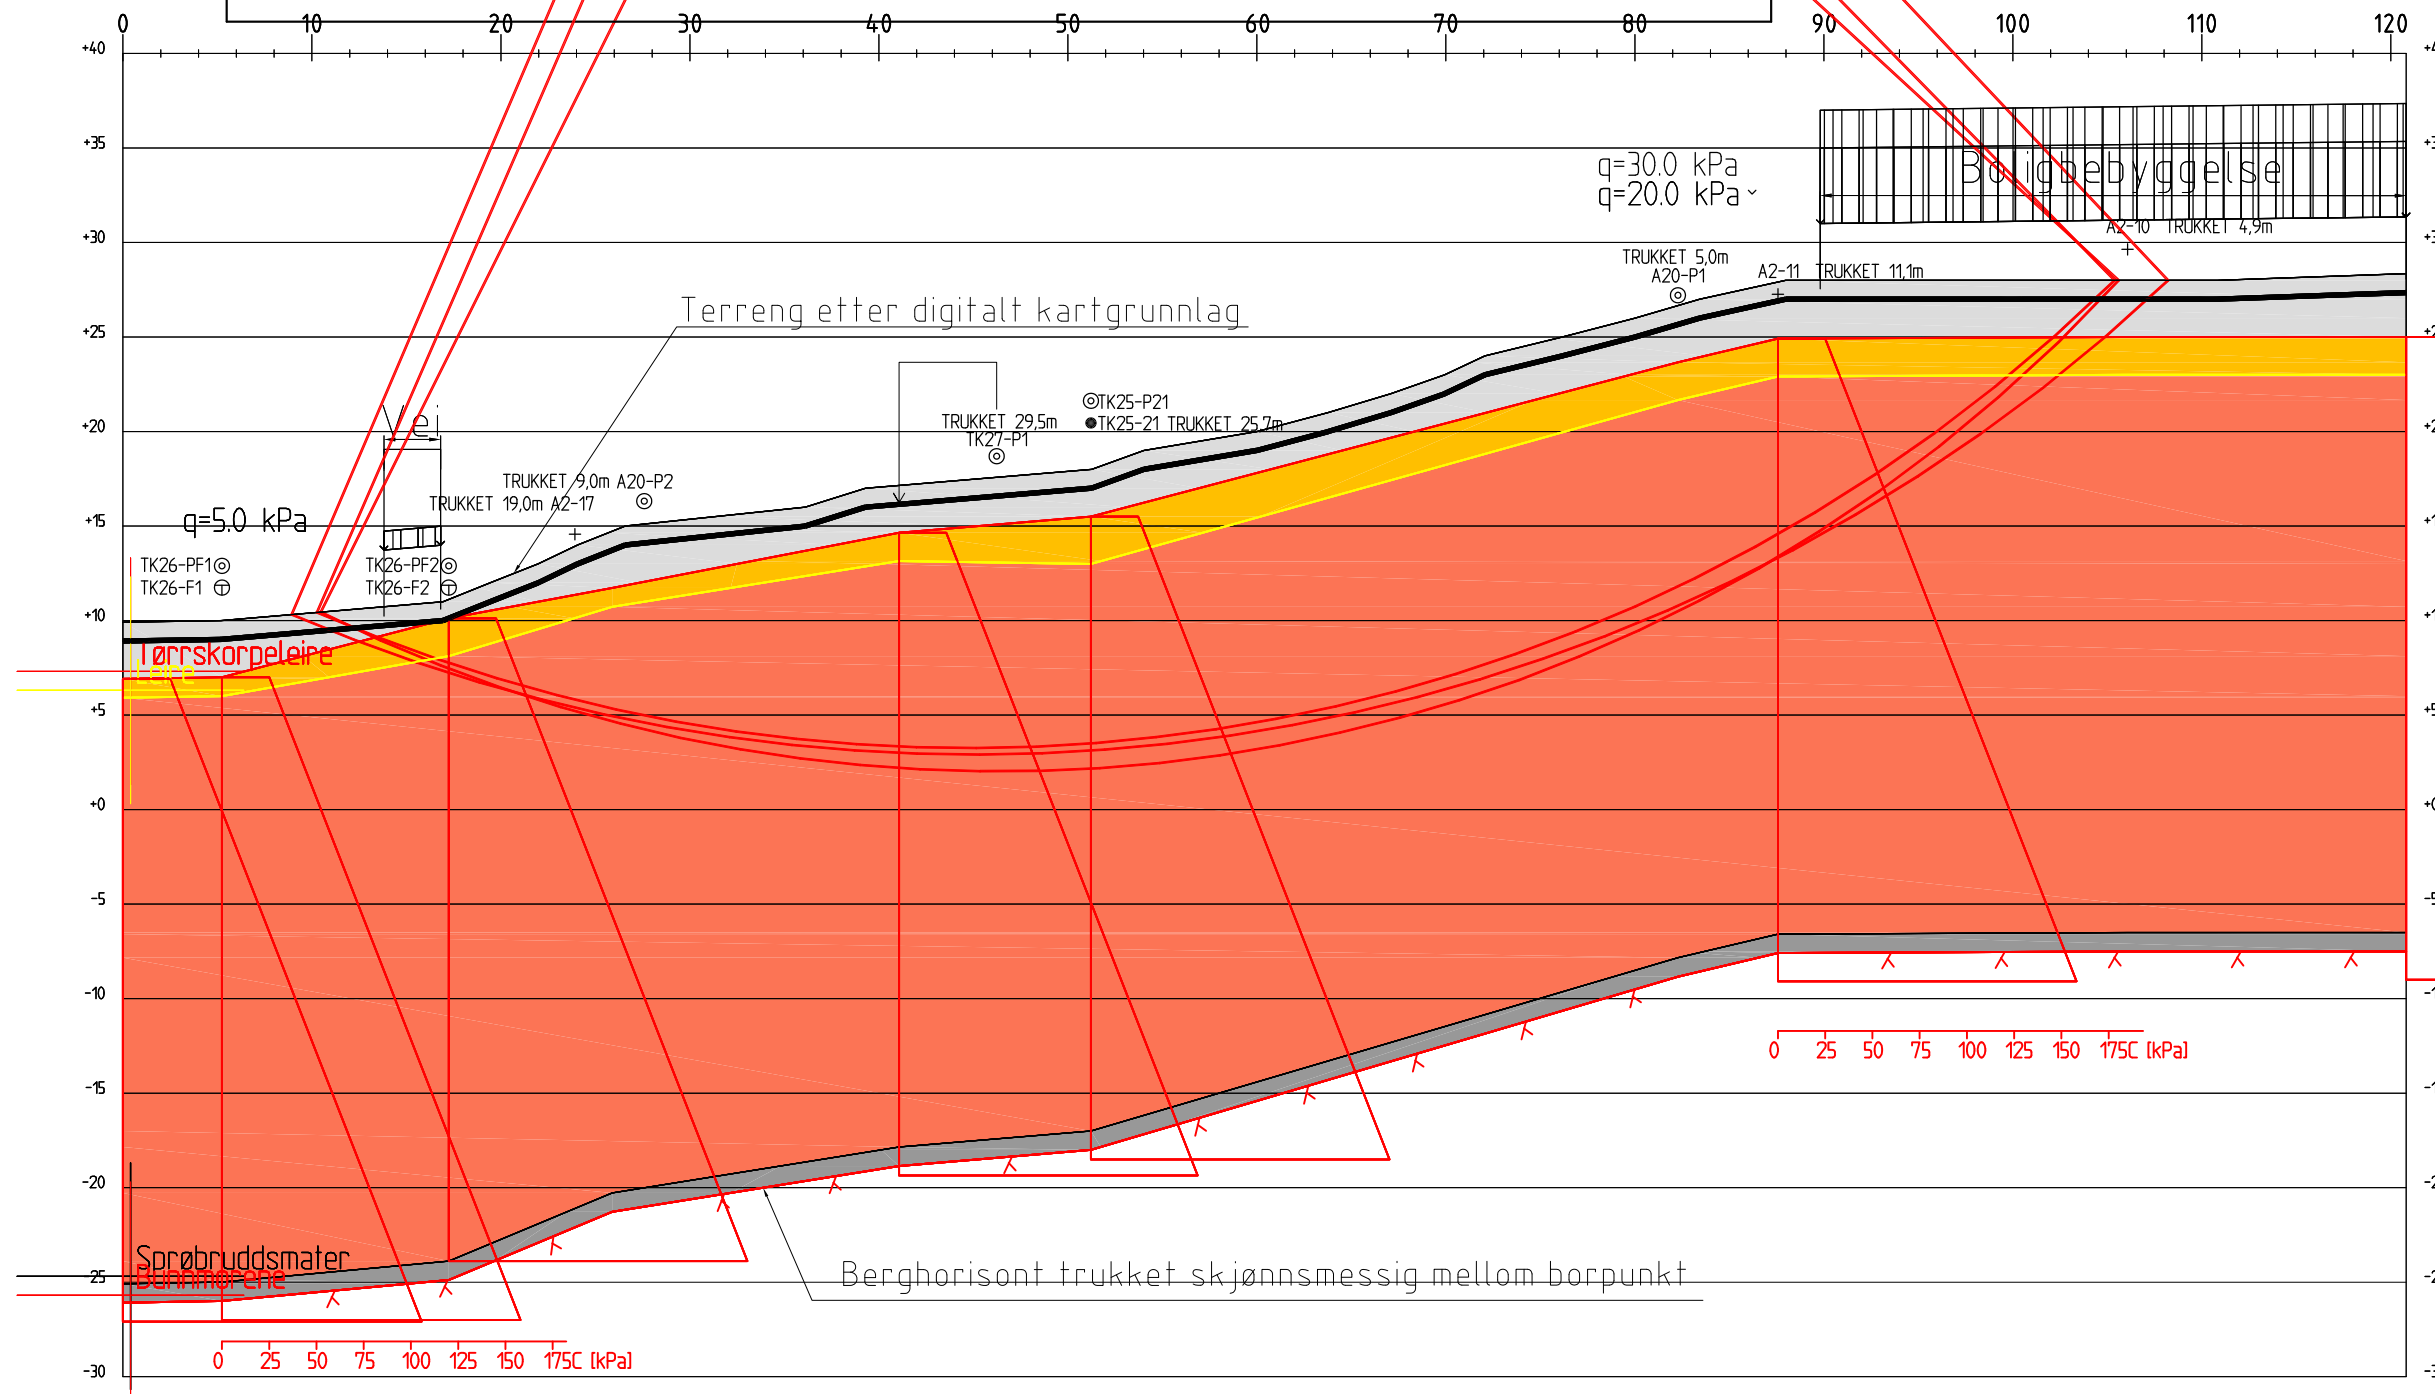 0 10 20 30 40 50 60 70 80 90 100 110 120
+40
+35
q=30.0 kPa
Boligbebyggelse
q=20.0 kPa
+30
A2-10 TRUKKET 4,9m
TRUKKET 5,0m
A20-P1
A2-11 TRUKKET 11,1m
Terreng etter digitalt kartgrunnlag
+25
TK25-P21
TRUKKET 29,5m
TK25-21 TRUKKET 25,7m
TK27-P1
Vei
+20
TRUKKET 9,0m A20-P2
TRUKKET 19,0m A2-17
q=5.0 kPa
+15
TK26-PF1
TK26-PF2
TK26-F1
TK26-F2
+10
Tørrskorpeleire
Leire
+5
+0
-5
-10
0 25 50 75 100 125 150 175C [kPa]
-15
-20
Sprøbruddsmater
Bunnmorene
-25
Berghorisont trukket skjønnsmessig mellom borpunkt
0 25 50 75 100 125 150 175C [kPa]
-30